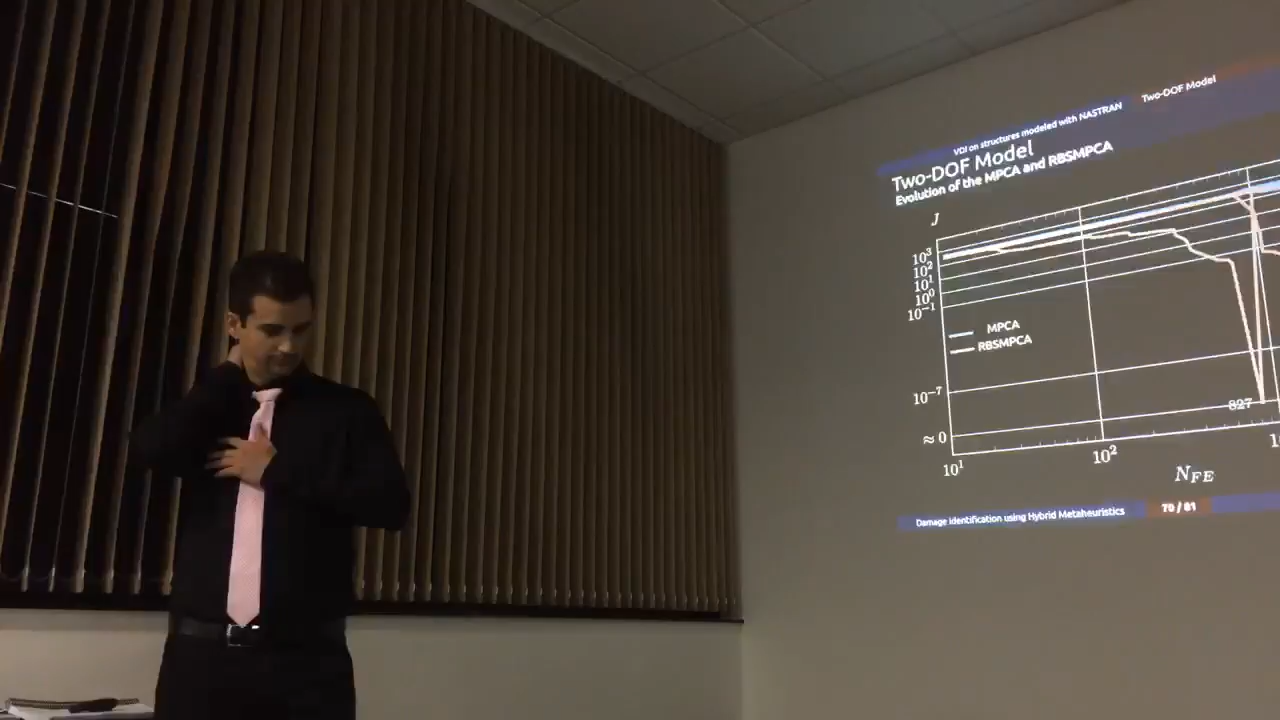 VDI on structures modeled with NASTRAN
Two-DOF Model
Two-DOF Model
Evolution of the MPCA and RBSMPCA
J
10³
10²
10¹
10⁰
10⁻¹
MPCA
RBSMPCA
10⁻⁷
827
≈ 0
10¹
10²
N_FE
Damage identification using Hybrid Metaheuristics
70 / 81